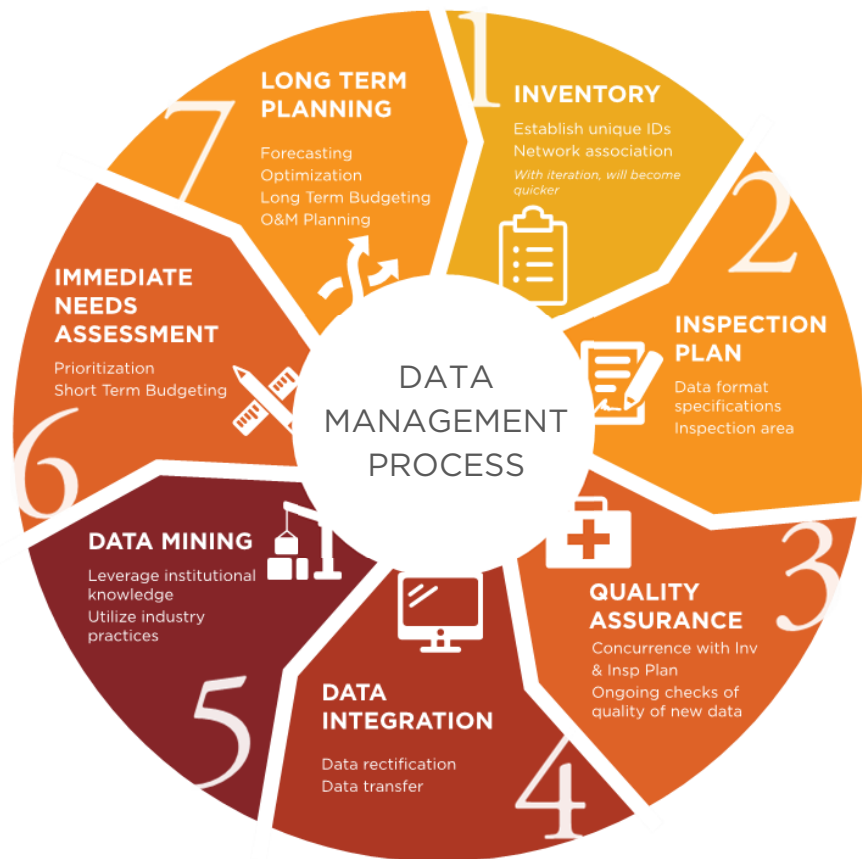 DATA
MANAGEMENT
PROCESS
1
INVENTORY
Establish unique IDs
Network association
With iteration, will become
quicker
2
INSPECTION
PLAN
Data format
specifications
Inspection area
3
QUALITY
ASSURANCE
Concurrence with Inv
& Insp Plan
Ongoing checks of
quality of new data
4
DATA
INTEGRATION
Data rectification
Data transfer
5
DATA MINING
Leverage institutional
knowledge
Utilize industry
practices
6
IMMEDIATE
NEEDS
ASSESSMENT
Prioritization
Short Term Budgeting
7
LONG TERM
PLANNING
Forecasting
Optimization
Long Term Budgeting
O&M Planning